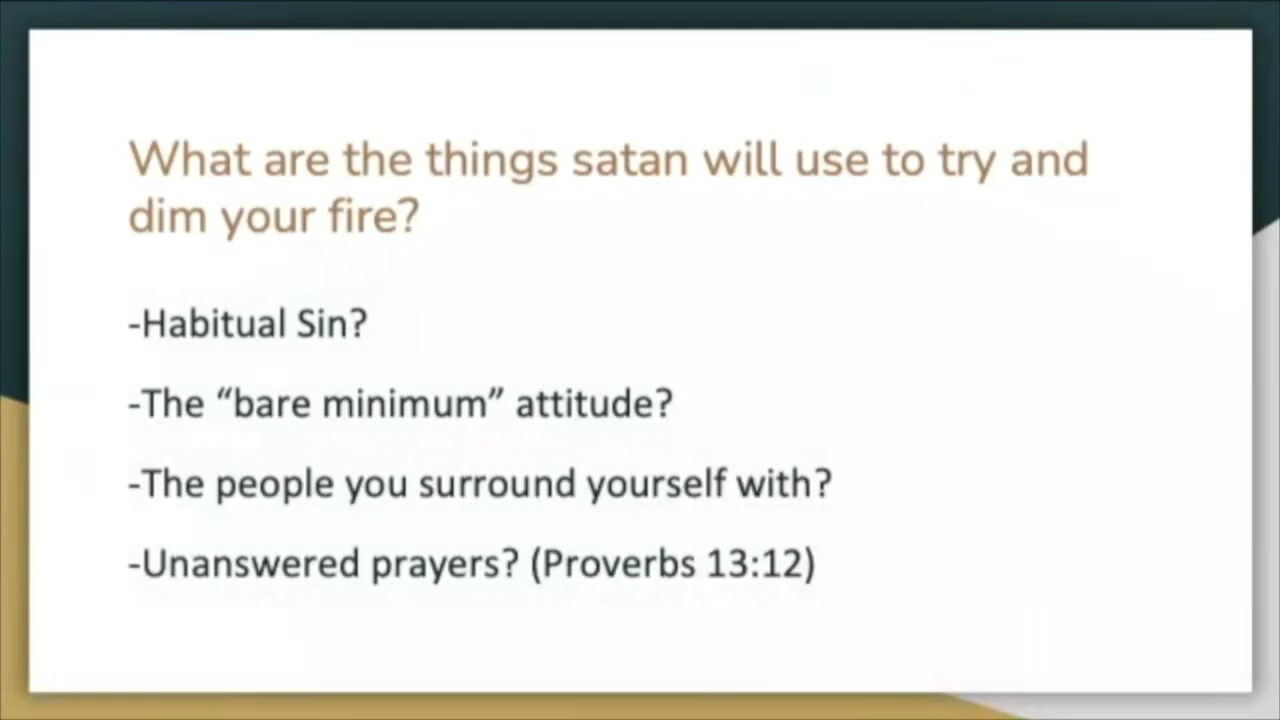 What are the things satan will use to try and
dim your fire?
-Habitual Sin?
-The “bare minimum” attitude?
-The people you surround yourself with?
-Unanswered prayers? (Proverbs 13:12)